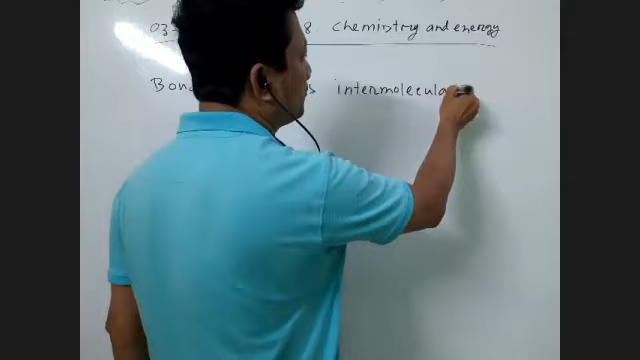 03- 8 chemistry and energy
Bon s intermolecula